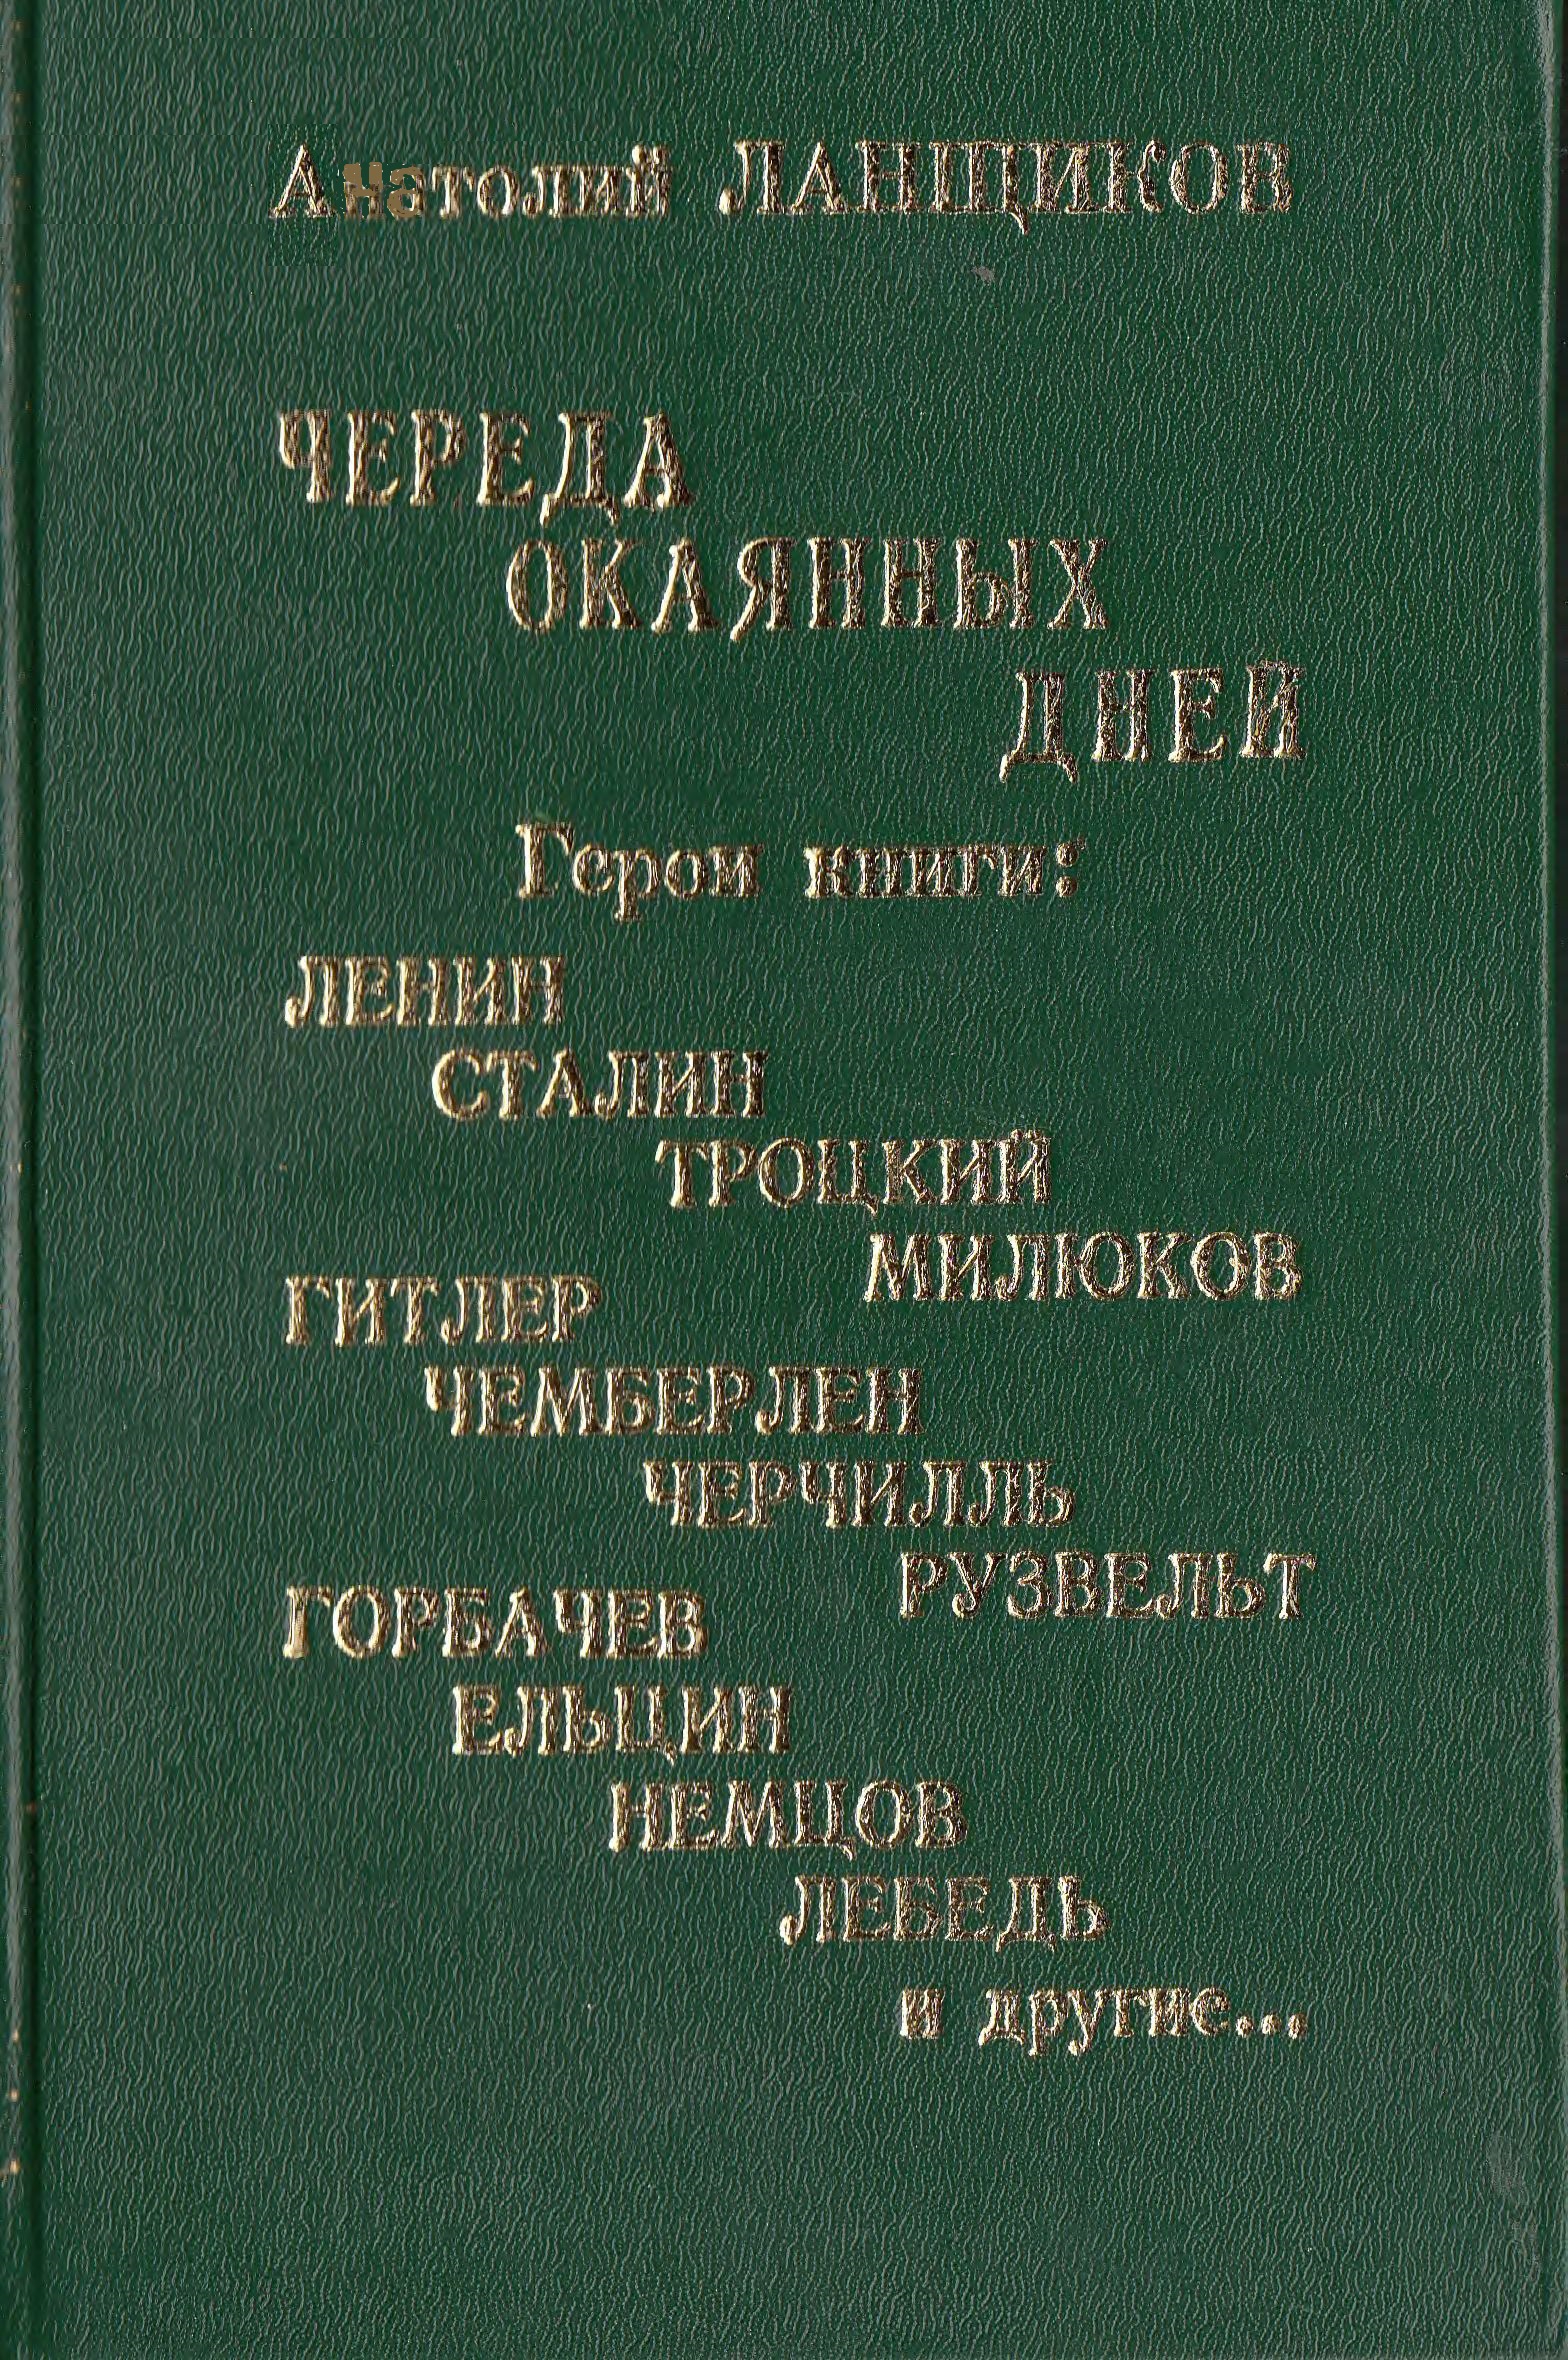 Анатолий ЛАНЩИКОВ
ЧЕРЕДА
ОКАЯННЫХ
ДНЕЙ
Герои книги:
ЛЕНИН
СТАЛИН
ТРОЦКИЙ
МИЛЮКОВ
ГИТЛЕР
ЧЕМБЕРЛЕН
ЧЕРЧИЛЛЬ
РУЗВЕЛЬТ
ГОРБАЧЕВ
ЕЛЬЦИН
НЕМЦОВ
ЛЕБЕДЬ
и другие...